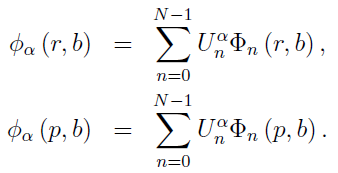 ϕ_α (r, b) = ∑_{n=0}^{N−1} U_n^α Φ_n (r, b) ,
ϕ_α (p, b) = ∑_{n=0}^{N−1} U_n^α Φ_n (p, b) .